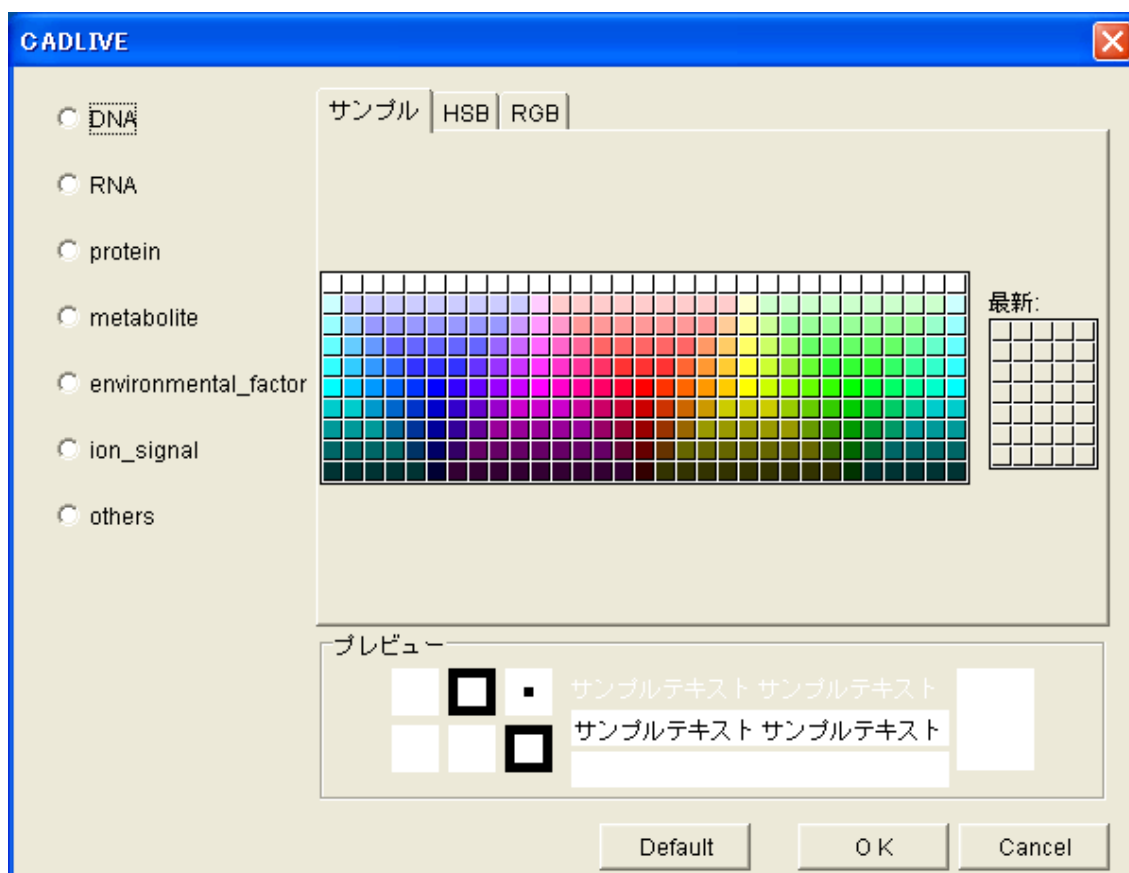 CADLIVE
DNA
RNA
protein
metabolite
environmental_factor
ion_signal
others
サンプル HSB RGB
最新:
プレビュー
サンプルテキスト サンプルテキスト
サンプルテキスト サンプルテキスト
Default OK Cancel